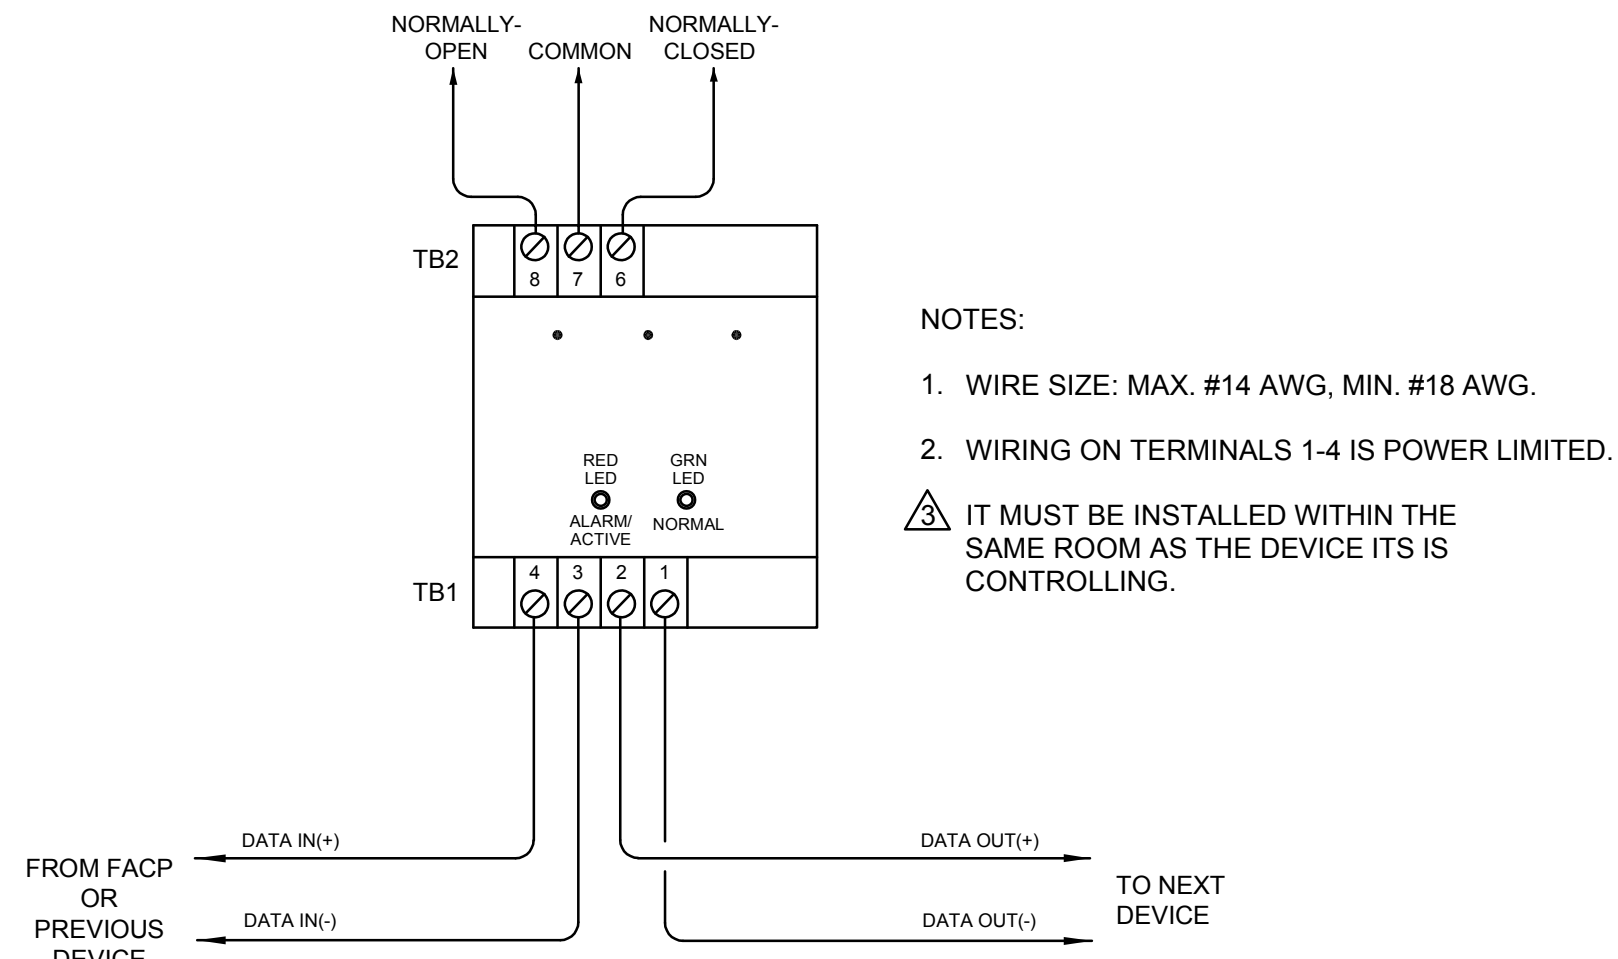 NORMALLY-
OPEN
COMMON
NORMALLY-
CLOSED
TB2
8 7 6
RED
LED
GRN
LED
ALARM/
ACTIVE
NORMAL
TB1
4 3 2 1
NOTES:
1. WIRE SIZE: MAX. #14 AWG, MIN. #18 AWG.
2. WIRING ON TERMINALS 1-4 IS POWER LIMITED.
3 IT MUST BE INSTALLED WITHIN THE
SAME ROOM AS THE DEVICE ITS IS
CONTROLLING.
DATA IN(+)
FROM FACP
OR
PREVIOUS
DEVICE
DATA IN(-)
DATA OUT(+)
DATA OUT(-)
TO NEXT
DEVICE